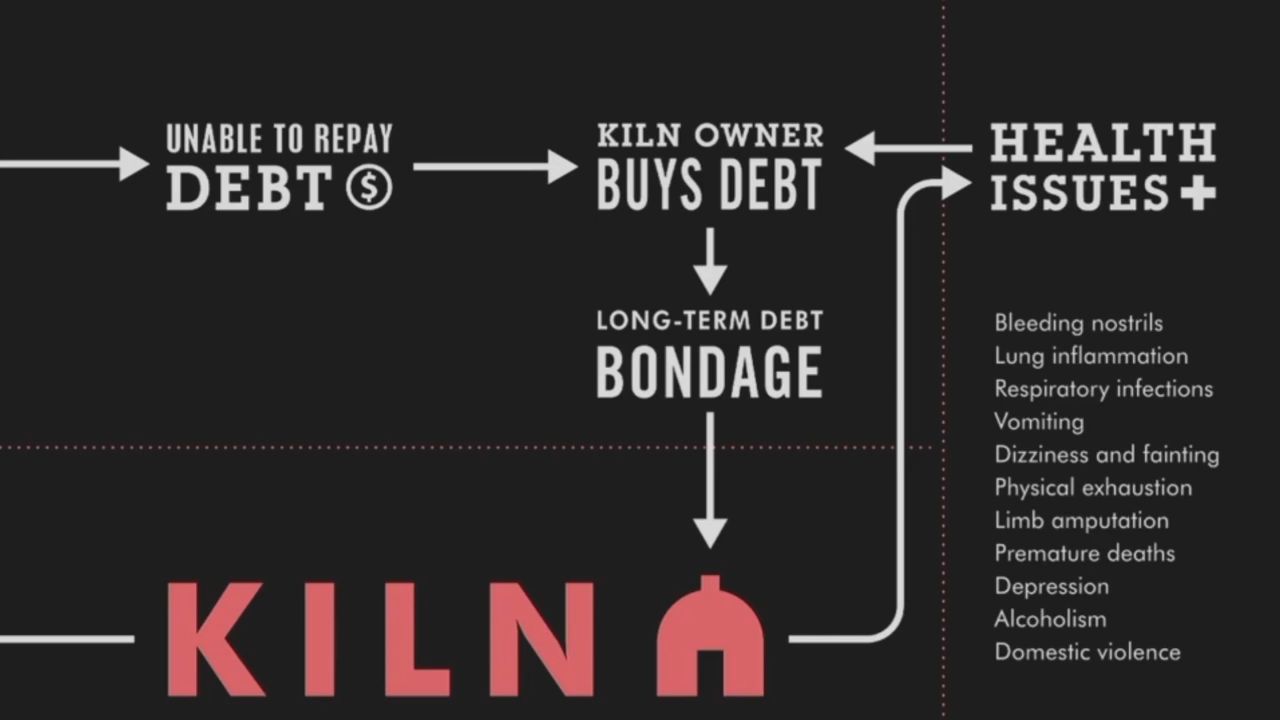 UNABLE TO REPAY
DEBT $
KILN OWNER
BUYS DEBT
HEALTH
ISSUES
LONG-TERM DEBT
BONDAGE
Bleeding nostrils
Lung inflammation
Respiratory infections
Vomiting
Dizziness and fainting
Physical exhaustion
Limb amputation
Premature deaths
Depression
Alcoholism
Domestic violence
KILN